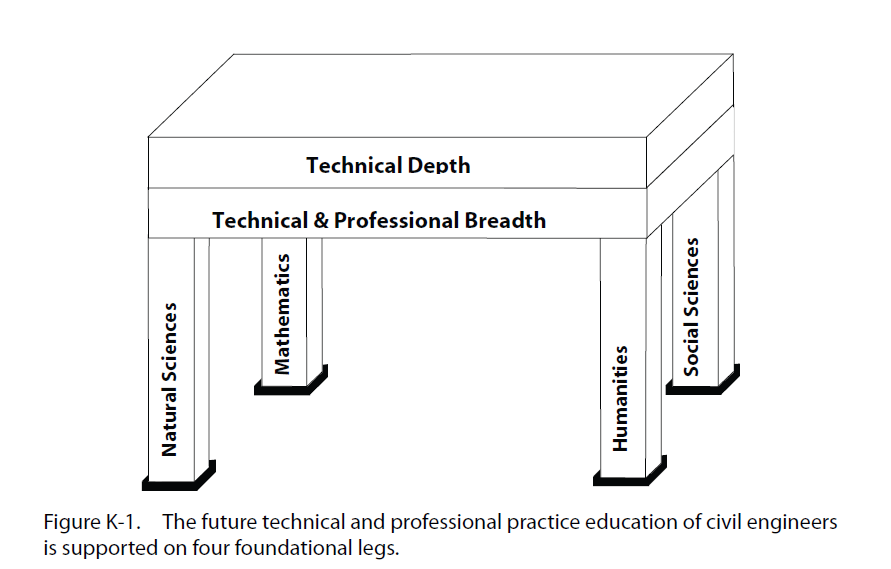 Technical Depth
Technical & Professional Breadth
Natural Sciences
Mathematics
Humanities
Social Sciences
Figure K-1. The future technical and professional practice education of civil engineers
is supported on four foundational legs.